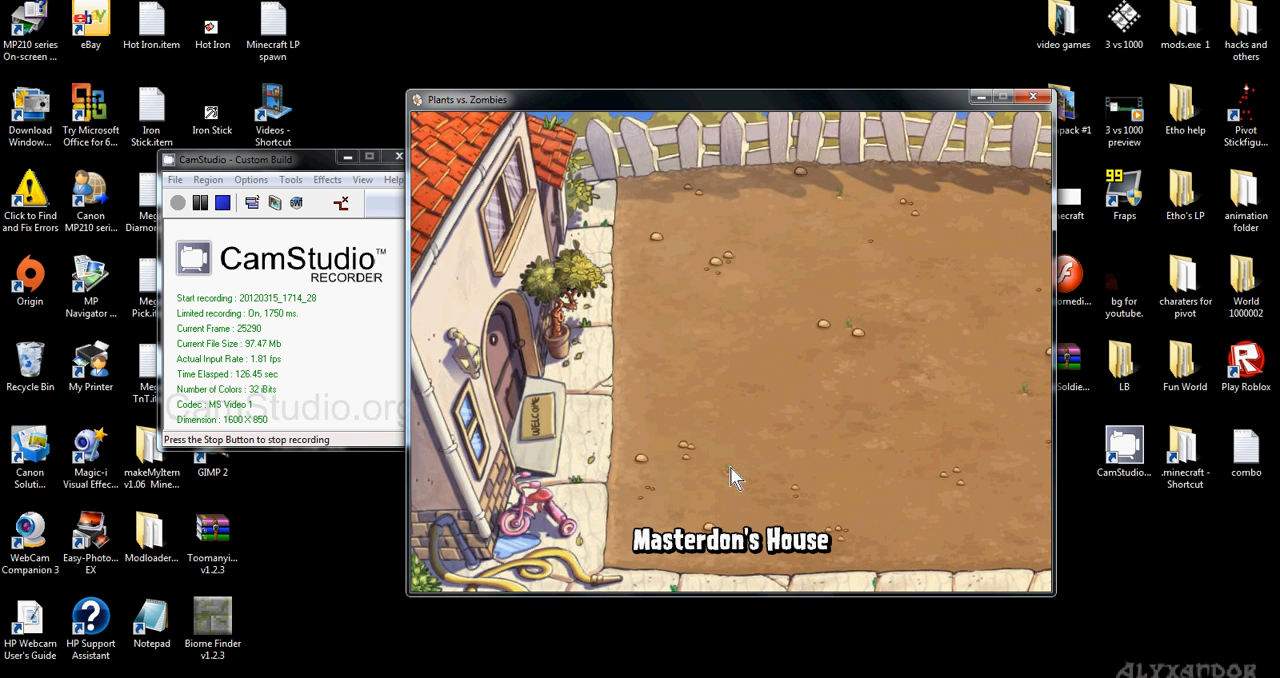 MP210 series
On-screen ...
eBay
Hot Iron.item
Hot Iron
Minecraft LP
spawn
video games
3 vs 1000
mods.exe 1
hacks and
others
Download
Window...
Try Microsoft
Office for 6...
Iron
Stick.item
Iron Stick
Videos -
Shortcut
3 vs 1000
preview
Etho help
Pivot
Stickfigu...
Click to Find
and Fix Errors
Canon
MP210 seri...
99
Fraps
Etho's LP
animation
folder
Origin
MP
Navigator ...
bg for
youtube.
charaters for
pivot
World
1000002
Recycle Bin
My Printer
LB
Fun World
Play Roblox
Canon
Soluti...
Magic-i
Visual Effec...
makeMyItem
v1.06 Mine...
GIMP 2
CamStudio...
.minecraft -
Shortcut
combo
WebCam
Companion 3
Easy-Photo...
EX
Modloader...
Toomanyi...
v1.2.3
HP Webcam
User's Guide
HP Support
Assistant
Notepad
Biome Finder
v1.2.3
CamStudio - Custom Build
File Region Options Tools Effects View Help
CamStudio™
RECORDER
Start recording : 20120315_1714_28
Limited recording : On, 1750 ms.
Current Frame : 25290
Current File Size : 97.47 Mb
Actual Input Rate : 1.81 fps
Time Elasped : 126.45 sec
Number of Colors : 32 iBits
Codec : MS Video 1
Dimension : 1600 X 850
CamStudio.org
Press the Stop Button to stop recording
Plants vs. Zombies
WELCOME
Masterdon's House
ALYXANDOR